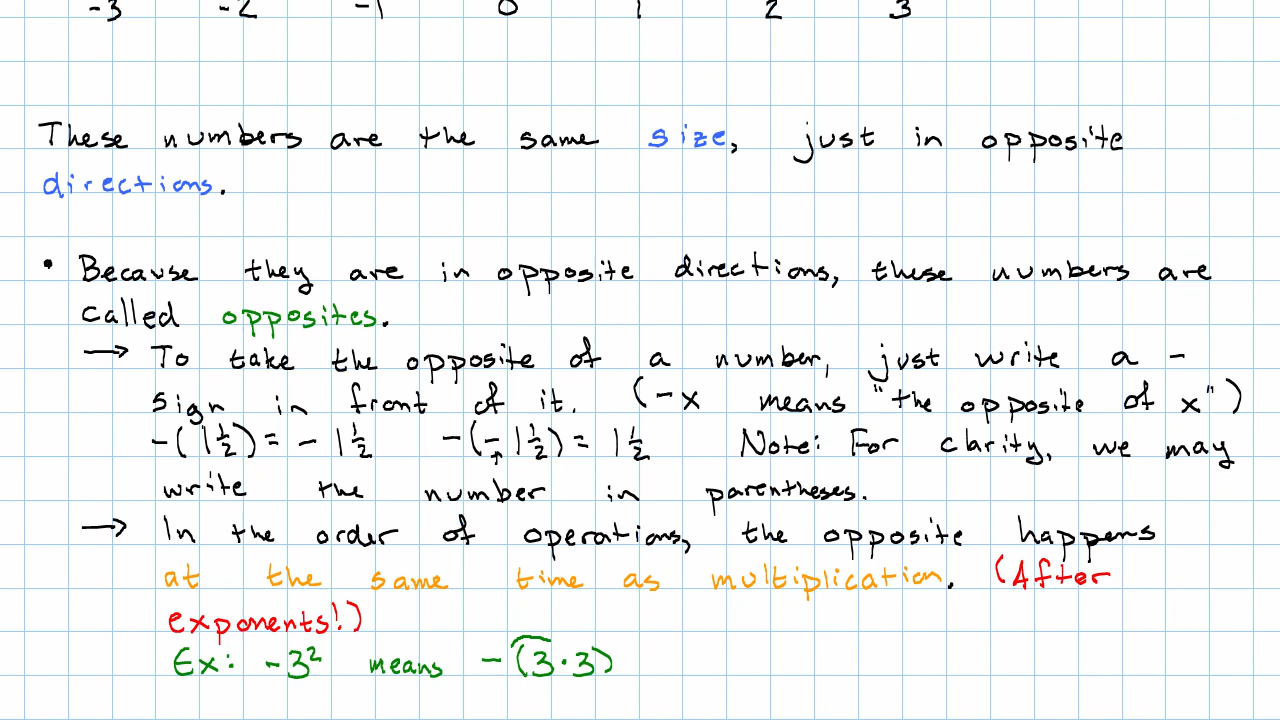 -3 -2 -1 0 1 2 3
These numbers are the same size, just in opposite
directions.
• Because they are in opposite directions, these numbers are
called opposites.
→ To take the opposite of a number, just write a -
sign in front of it. (-x means "the opposite of x")
-(1½) = -1½ -(-1½) = 1½ Note: For clarity, we may
write the number in parentheses.
→ In the order of operations, the opposite happens
at the same time as multiplication. (After
exponents!)
Ex: -3² means -(3·3)